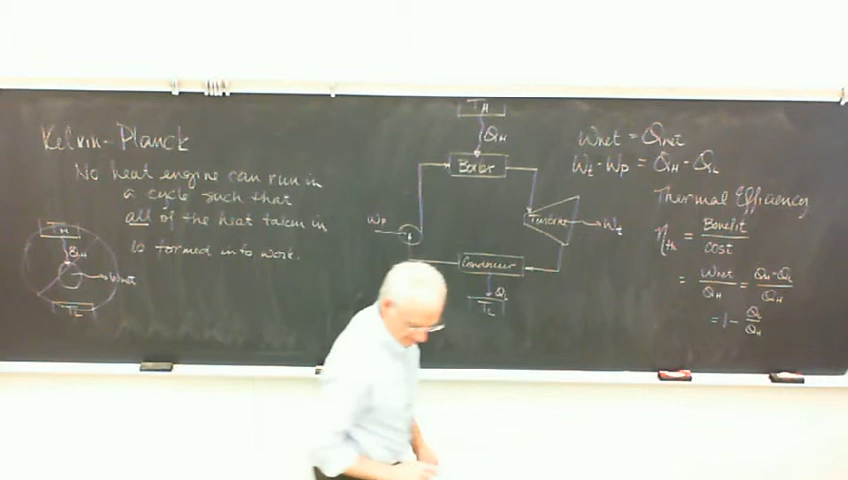 Kelvin-Planck
No heat engine can run in
a cycle such that
all of the heat taken in
is formed into work.
TH
QH
Wnet
TL
TH
QH
Boiler
Wp
Turbine
Wt
Condenser
QL
TL
Wnet = Qnet
Wt - Wp = QH - QL
Thermal Efficiency
ηth = Benefit / cost
= Wnet / QH = QH - QL / QH
= 1 - QL / QH